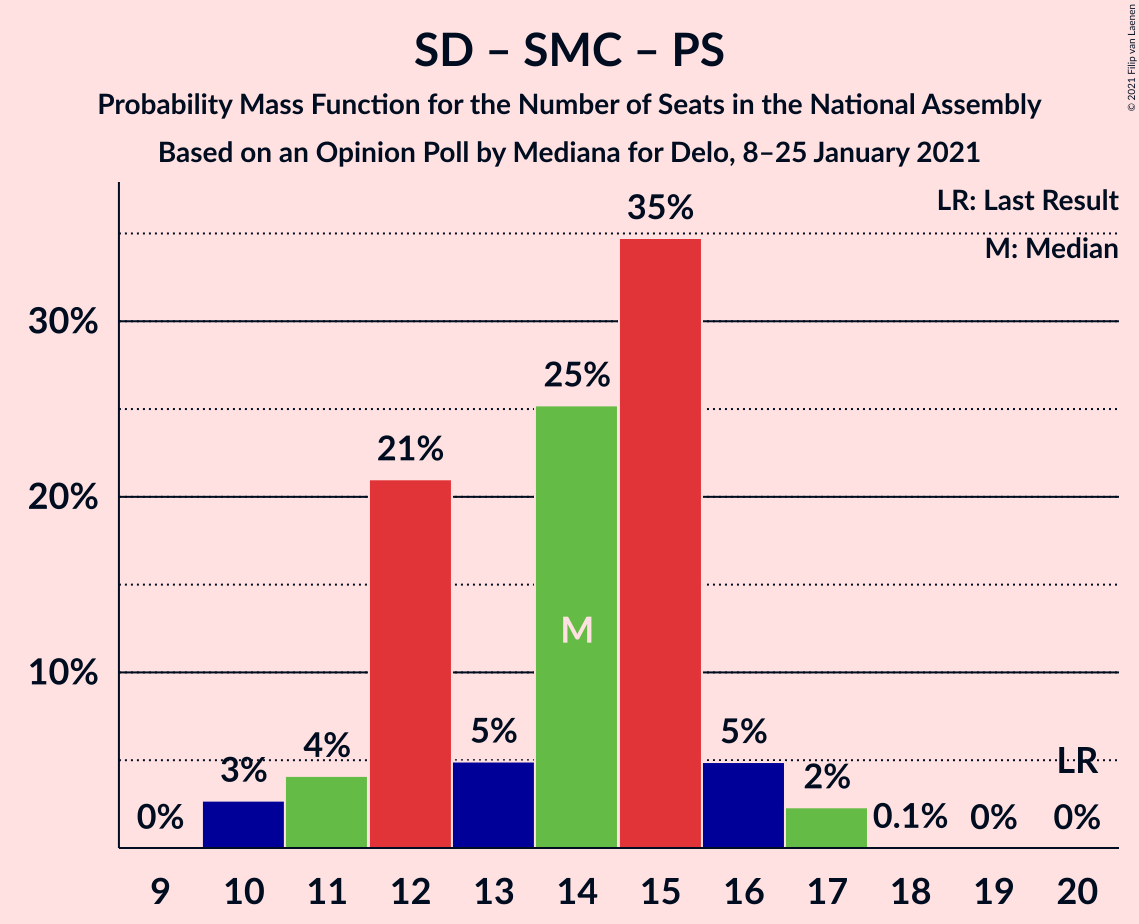 SD – SMC – PS
Probability Mass Function for the Number of Seats in the National Assembly
Based on an Opinion Poll by Mediana for Delo, 8–25 January 2021
© 2021 Filip van Laenen
LR: Last Result
M: Median
30%
20%
10%
0%
3%
4%
21%
5%
25%
35%
5%
2%
0.1%
0%
0%
M
LR
9 10 11 12 13 14 15 16 17 18 19 20